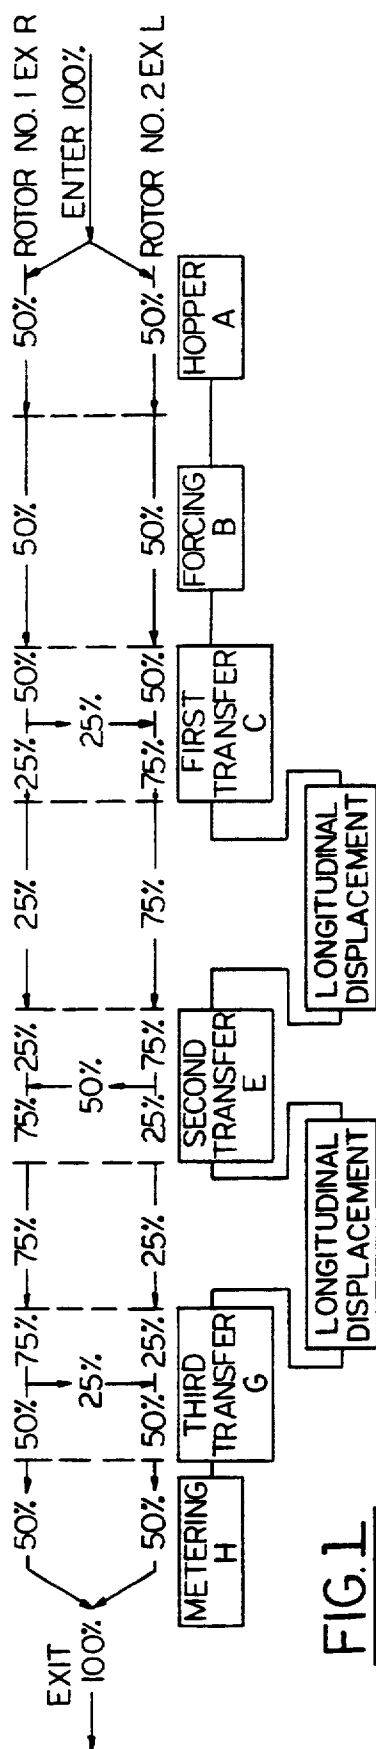 ROTOR NO. 1 EX R
50%
50%
50%
25%
25%
25%
75%
75%
75%
50%
50%
ENTER 100%
25%
50%
25%
EXIT
100%
ROTOR NO. 2 EX L
50%
50%
50%
75%
75%
75%
25%
25%
25%
50%
50%
HOPPER
A
FORCING
B
FIRST
TRANSFER
C
LONGITUDINAL
DISPLACEMENT
SECOND
TRANSFER
E
LONGITUDINAL
DISPLACEMENT
THIRD
TRANSFER
G
METERING
H
FIG. 1